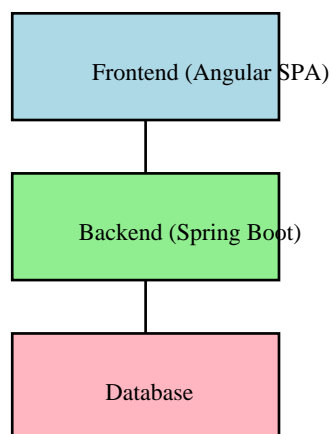 Frontend (Angular SPA)
Backend (Spring Boot)
Database